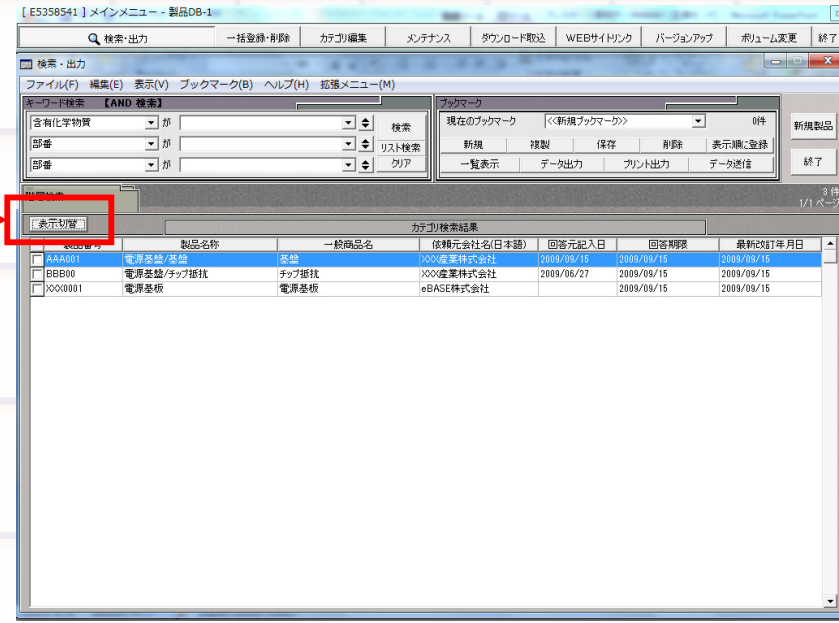 [ E5358541 ] メインメニュー - 製品DB-1
検索・出力 一括登録・削除 カテゴリ編集 メンテナンス ダウンロード取込 WEBサイトリンク バージョンアップ ボリューム変更 終了
検索・出力
ファイル(F) 編集(E) 表示(V) ブックマーク(B) ヘルプ(H) 拡張メニュー(M)
キーワード検索 【AND 検索】 ブックマーク
含有化学物質 が 検索 現在のブックマーク <<新規ブックマーク>> 0件 新規製品
部番 が リスト検索 新規 複製 保存 削除 表示順に登録
部番 が クリア 一覧表示 データ出力 プリント出力 データ送信 終了
3 件
1/1 ページ
表示切替 カテゴリ検索結果
製品番号 製品名称 一般商品名 依頼元会社名(日本語) 回答元記入日 回答期限 最新改訂年月日
AAA001 電源基盤/基盤 基盤 XXX産業株式会社 2009/09/15 2009/09/15 2009/09/15
BBB00 電源基盤/チップ抵抗 チップ抵抗 XXX産業株式会社 2009/06/27 2009/09/15 2009/09/15
XXX0001 電源基板 電源基板 eBASE株式会社 2009/09/15 2009/09/15